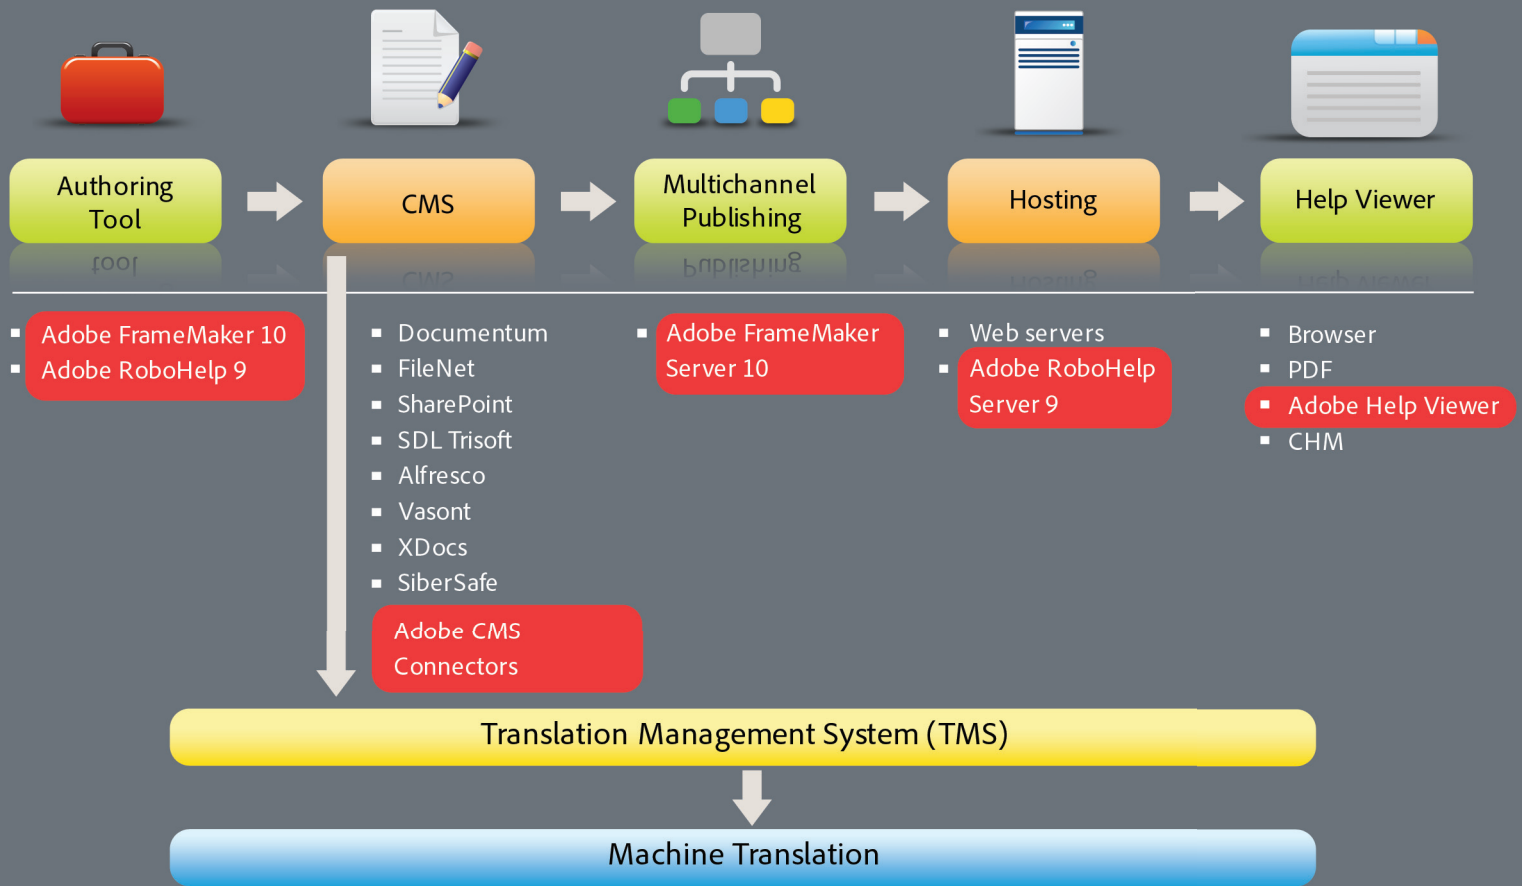 Authoring
Tool
CMS
Multichannel
Publishing
Hosting
Help Viewer
Adobe FrameMaker 10
Adobe RoboHelp 9
Documentum
FileNet
SharePoint
SDL Trisoft
Alfresco
Vasont
XDocs
SiberSafe
Adobe CMS
Connectors
Adobe FrameMaker
Server 10
Web servers
Adobe RoboHelp
Server 9
Browser
PDF
Adobe Help Viewer
CHM
Translation Management System (TMS)
Machine Translation